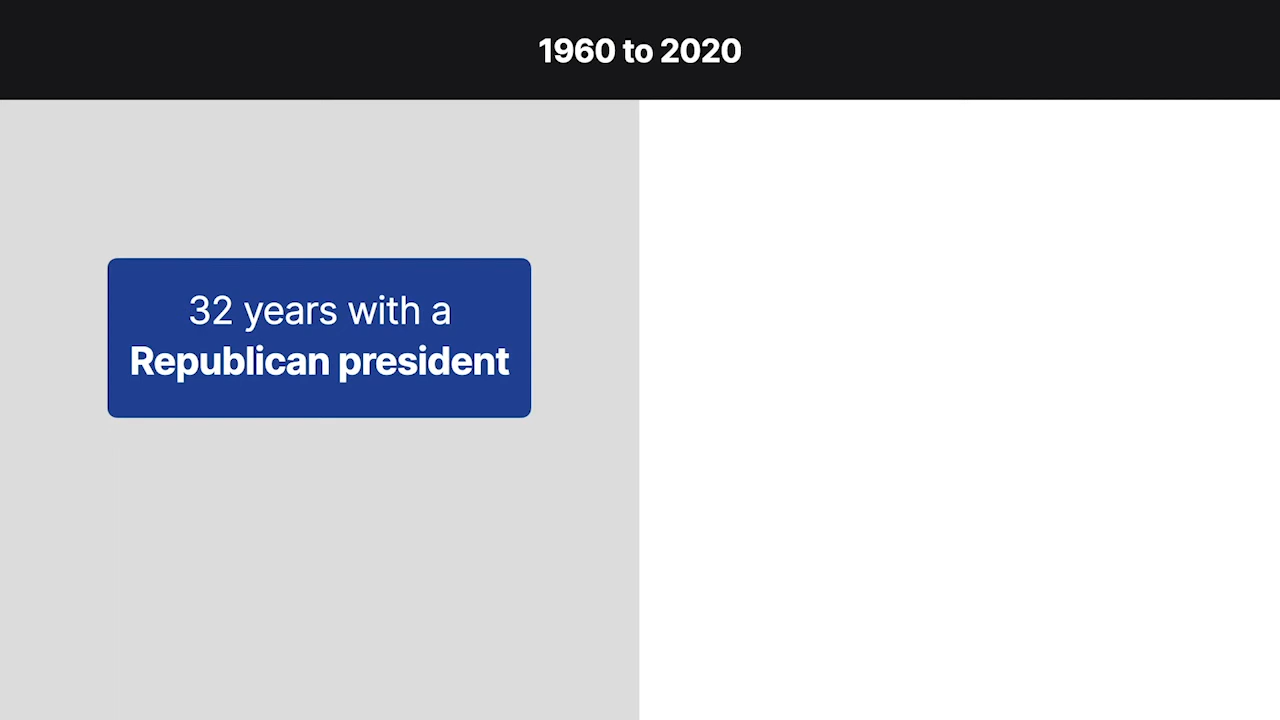 1960 to 2020
32 years with a
Republican president